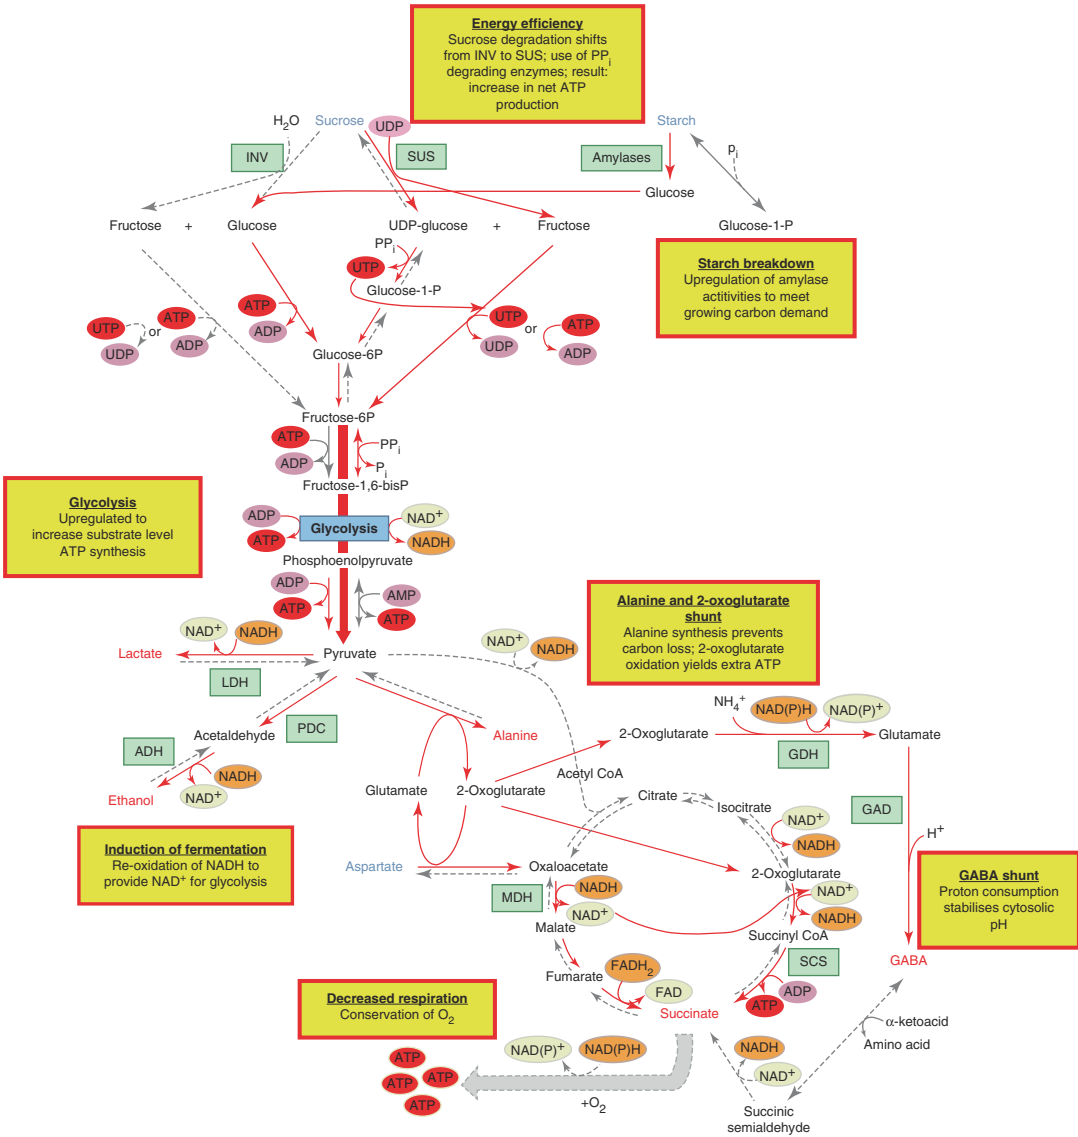 Energy efficiency
Sucrose degradation shifts
from INV to SUS; use of PPi
degrading enzymes; result:
increase in net ATP
production
H2O
Sucrose
UDP
Starch
INV
SUS
Amylases
Pi
Glucose
Fructose + Glucose
UDP-glucose + Fructose
Glucose-1-P
PPi
UTP
Glucose-1-P
Starch breakdown
Upregulation of amylase
actitivities to meet
growing carbon demand
UTP or ATP
UDP ADP
ATP
ADP
UTP or ATP
UDP ADP
Glucose-6P
Fructose-6P
ATP
ADP
PPi
Pi
Fructose-1,6-bisP
Glycolysis
Upregulated to
increase substrate level
ATP synthesis
ADP
ATP
Glycolysis
NAD+
NADH
Phosphoenolpyruvate
ADP
ATP
AMP
ATP
Alanine and 2-oxoglutarate
shunt
Alanine synthesis prevents
carbon loss; 2-oxoglutarate
oxidation yields extra ATP
NAD+ NADH
Lactate
Pyruvate
LDH
NAD+ NADH
Acetaldehyde
PDC
ADH
NADH
NAD+
Ethanol
Alanine
NH4+
NAD(P)H NAD(P)+
2-Oxoglutarate
Glutamate
GDH
Glutamate
2-Oxoglutarate
Acetyl CoA
Citrate
Isocitrate
GAD
NAD+
NADH
H+
Induction of fermentation
Re-oxidation of NADH to
provide NAD+ for glycolysis
Aspartate
Oxaloacetate
2-Oxoglutarate
MDH
NADH
NAD+
NAD+
NADH
GABA shunt
Proton consumption
stabilises cytosolic
pH
Malate
Succinyl CoA
SCS
GABA
Fumarate
FADH2
FAD
ADP
ATP
Succinate
Decreased respiration
Conservation of O2
α-ketoacid
Amino acid
NAD(P)+ NAD(P)H
NADH
NAD+
ATP
ATP
ATP
ATP
+O2
Succinic
semialdehyde